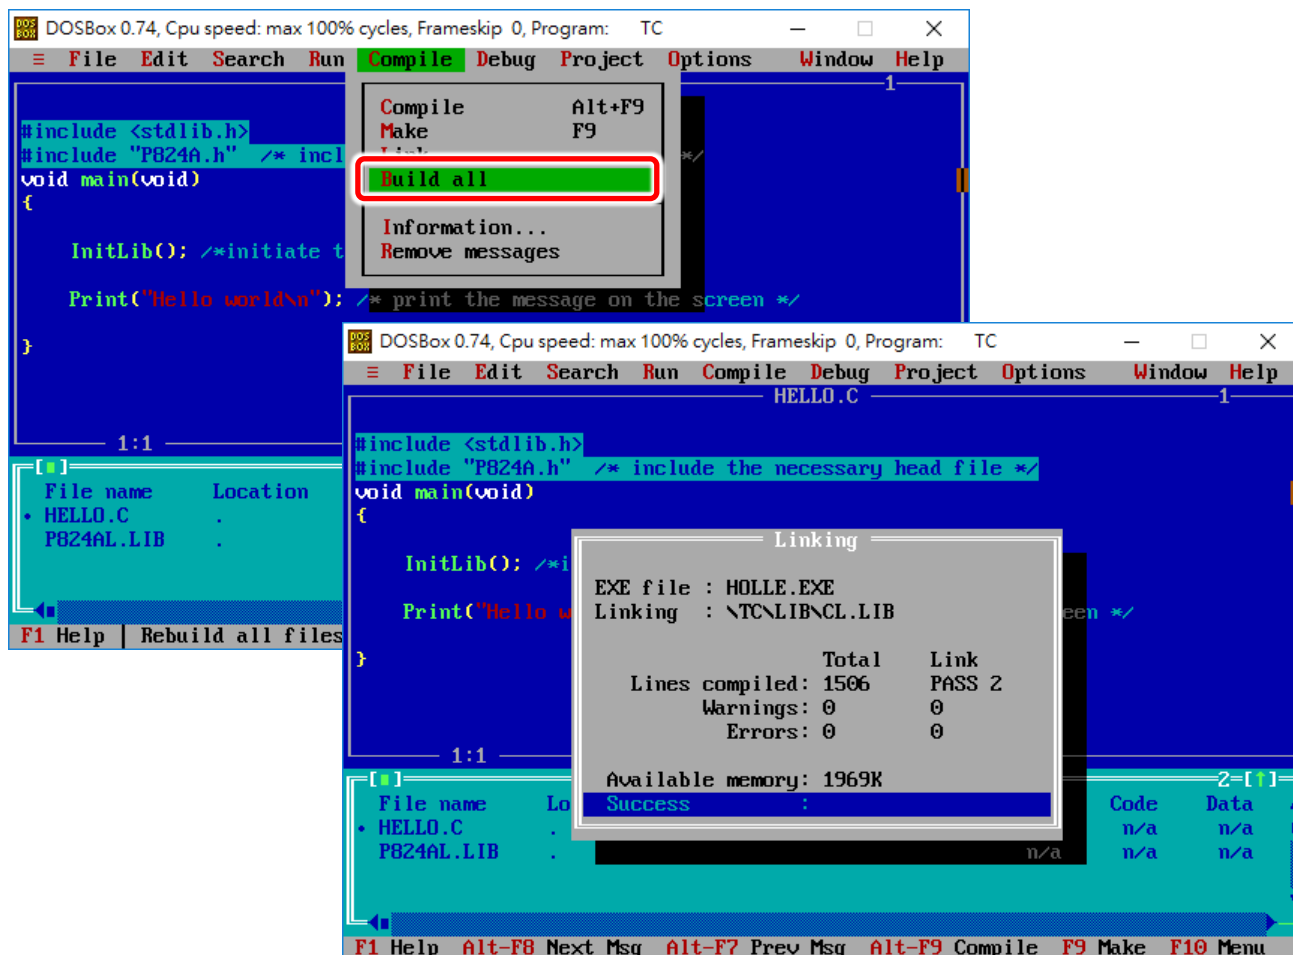 DOSBox 0.74, Cpu speed: max 100% cycles, Frameskip 0, Program: TC
≡ File Edit Search Run Compile Debug Project Options Window Help
1
Compile Alt+F9
Make F9
Link
Build all
Information...
Remove messages
#include <stdlib.h>
#include "P824A.h" /* incl */
void main(void)
{
InitLib(); /*initiate t
Print("Hello world\n"); /* print the message on the screen */
}
1:1
File name Location
• HELLO.C .
P824AL.LIB .
F1 Help | Rebuild all files
DOSBox 0.74, Cpu speed: max 100% cycles, Frameskip 0, Program: TC
≡ File Edit Search Run Compile Debug Project Options Window Help
HELLO.C 1
#include <stdlib.h>
#include "P824A.h" /* include the necessary head file */
void main(void)
{
InitLib(); /*i
Print("Hello w een */
}
1:1
Linking
EXE file : HOLLE.EXE
Linking : \TC\LIB\CL.LIB
Total Link
Lines compiled: 1506 PASS 2
Warnings: 0 0
Errors: 0 0
Available memory: 1969K
Success :
2=[↑]
File name Lo Code Data
• HELLO.C . n/a n/a
P824AL.LIB . n/a n/a n/a
F1 Help Alt-F8 Next Msg Alt-F7 Prev Msg Alt-F9 Compile F9 Make F10 Menu